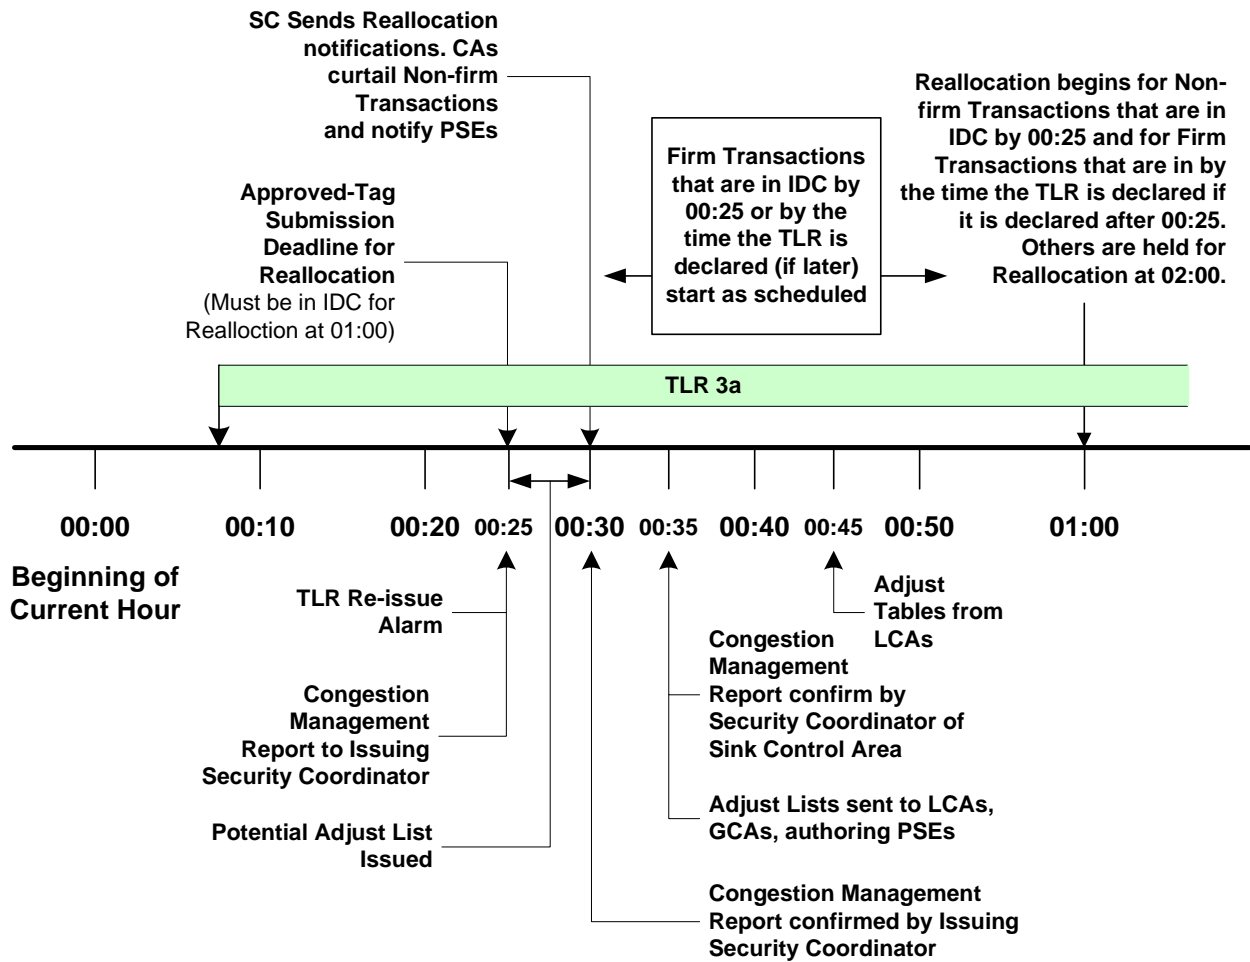 SC Sends Reallocation
notifications. CAs
curtail Non-firm
Transactions
and notify PSEs
Approved-Tag
Submission
Deadline for
Reallocation
(Must be in IDC for
Realloction at 01:00)
Firm Transactions
that are in IDC by
00:25 or by the
time the TLR is
declared (if later)
start as scheduled
Reallocation begins for Non-
firm Transactions that are in
IDC by 00:25 and for Firm
Transactions that are in by
the time the TLR is declared if
it is declared after 00:25.
Others are held for
Reallocation at 02:00.
TLR 3a
00:00
00:10
00:20
00:25
00:30
00:35
00:40
00:45
00:50
01:00
Beginning of
Current Hour
TLR Re-issue
Alarm
Congestion
Management
Report to Issuing
Security Coordinator
Potential Adjust List
Issued
Adjust
Tables from
LCAs
Congestion
Management
Report confirm by
Security Coordinator of
Sink Control Area
Adjust Lists sent to LCAs,
GCAs, authoring PSEs
Congestion Management
Report confirmed by Issuing
Security Coordinator